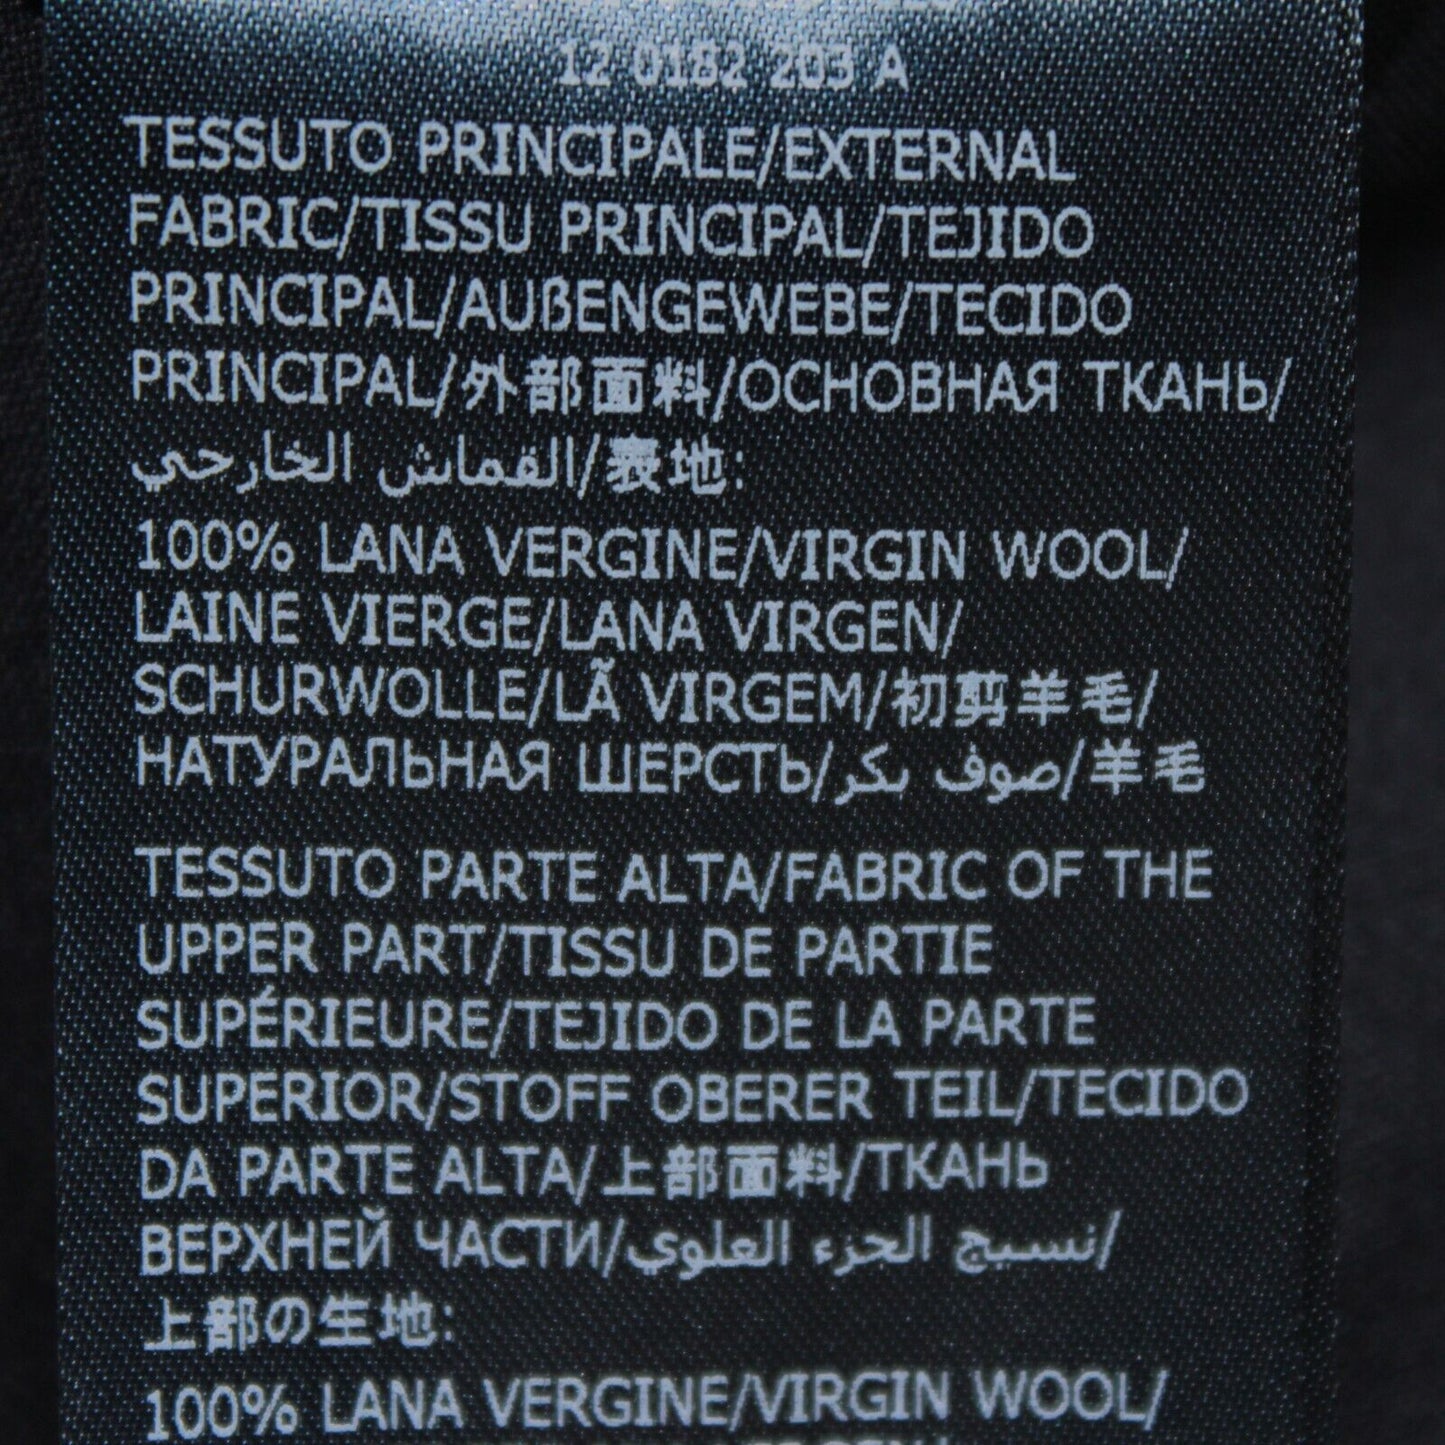 12 0182 203 A
TESSUTO PRINCIPALE/EXTERNAL
FABRIC/TISSU PRINCIPAL/TEJIDO
PRINCIPAL/AUßENGEWEBE/TECIDO
PRINCIPAL/外部面料/ОСНОВНАЯ ТКАНЬ/
القماش الخارجي/表地:
100% LANA VERGINE/VIRGIN WOOL/
LAINE VIERGE/LANA VIRGEN/
SCHURWOLLE/LÃ VIRGEM/初剪羊毛/
НАТУРАЛЬНАЯ ШЕРСТЬ/صوف بكر/羊毛
TESSUTO PARTE ALTA/FABRIC OF THE
UPPER PART/TISSU DE PARTIE
SUPÉRIEURE/TEJIDO DE LA PARTE
SUPERIOR/STOFF OBERER TEIL/TECIDO
DA PARTE ALTA/上部面料/ТКАНЬ
ВЕРХНЕЙ ЧАСТИ/نسيج الجزء العلوي/
上部の生地:
100% LANA VERGINE/VIRGIN WOOL/